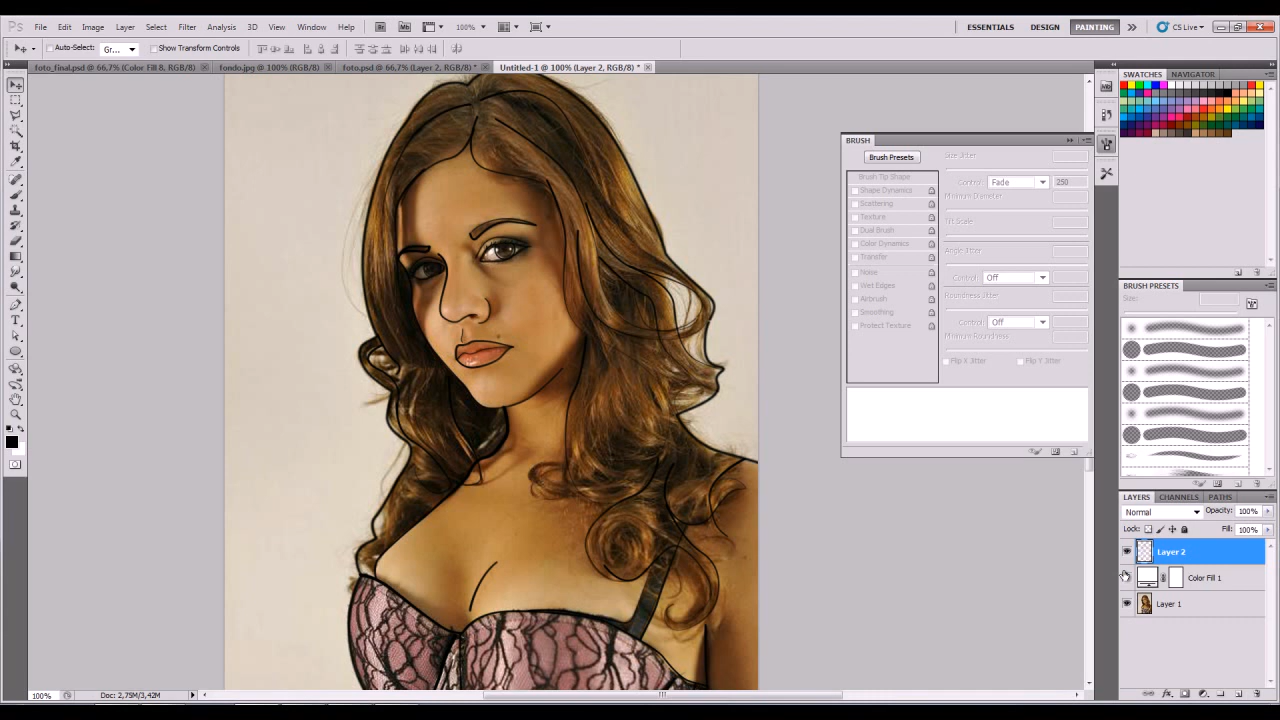 Ps File Edit Image Layer Select Filter Analysis 3D View Window Help Br Mb 100% ESSENTIALS DESIGN PAINTING CS Live
Auto-Select: Gr... Show Transform Controls
foto_final.psd @ 66,7% (Color Fill 8, RGB/8) fondo.jpg @ 100% (RGB/8) foto.psd @ 66,7% (Layer 2, RGB/8) * Untitled-1 @ 100% (Layer 2, RGB/8) *
SWATCHES NAVIGATOR
Mb
BRUSH
Brush Presets
Size Jitter
Brush Tip Shape
Control: Fade 250
Shape Dynamics
Minimum Diameter
Scattering
Texture
Tilt Scale
Dual Brush
Color Dynamics
Angle Jitter
Transfer
Noise
Control: Off
Wet Edges
Roundness Jitter
Airbrush
Smoothing
Control: Off
Protect Texture
Minimum Roundness
Flip X Jitter Flip Y Jitter
BRUSH PRESETS
Size:
LAYERS CHANNELS PATHS
Normal Opacity: 100%
Lock: Fill: 100%
Layer 2
Color Fill 1
Layer 1
100% Doc: 2,75M/3,42M